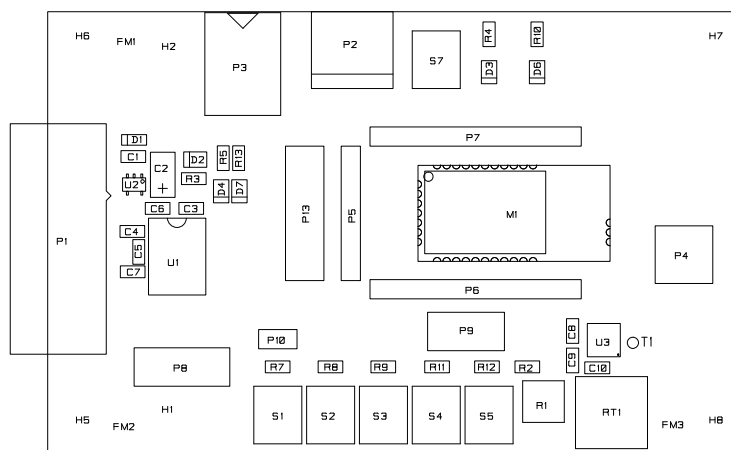 H6
FM1
H2
P3
P2
S7
R4
R10
H7
D3
D6
D1
C1
U2
C2
D2
R3
R5
R13
D4
D7
C6
C3
P7
M1
P1
C4
C5
C7
U1
P13
P5
P4
P6
P10
P9
C8
U3
T1
P8
R7
R8
R9
R11
R12
R2
C9
C10
H5
FM2
H1
S1
S2
S3
S4
S5
R1
RT1
FM3
H8